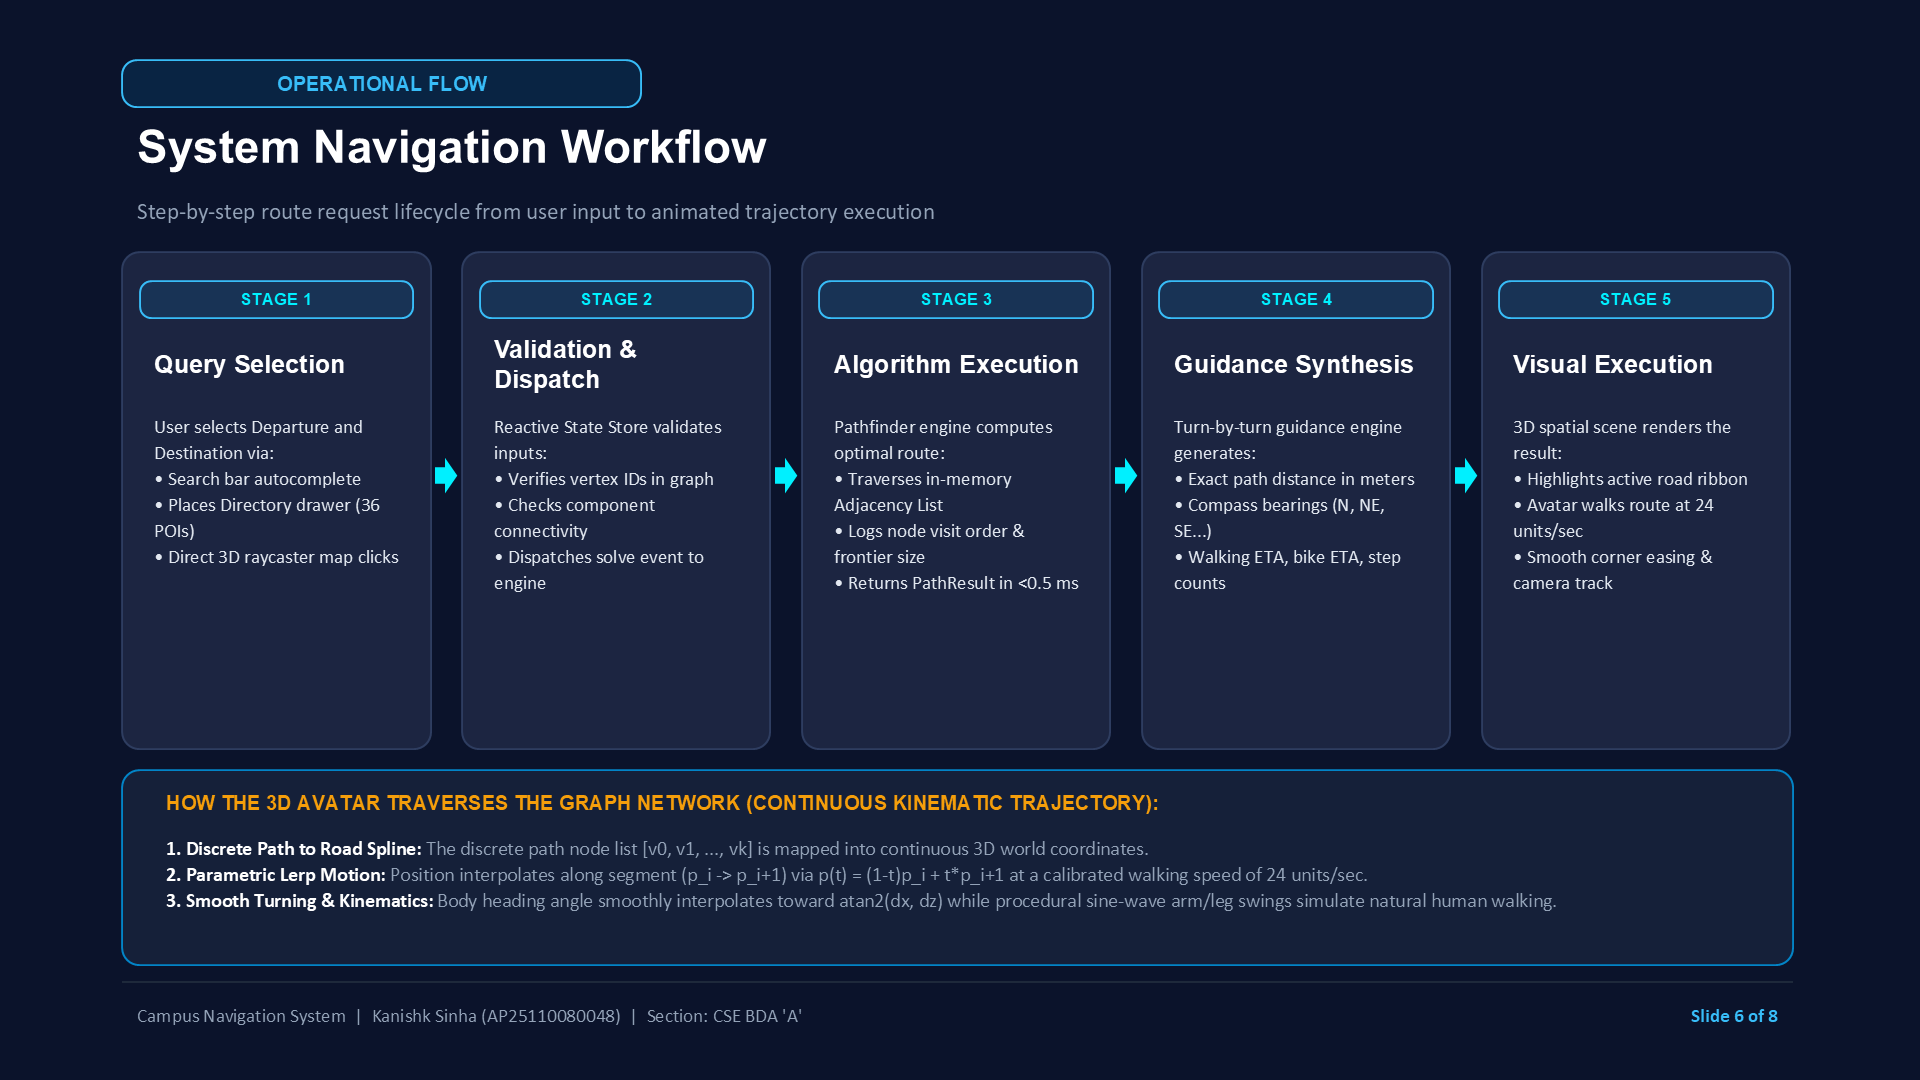 OPERATIONAL FLOW
System Navigation Workflow
Step-by-step route request lifecycle from user input to animated trajectory execution
STAGE 1
Query Selection
User selects Departure and
Destination via:
• Search bar autocomplete
• Places Directory drawer (36
POIs)
• Direct 3D raycaster map clicks
STAGE 2
Validation &
Dispatch
Reactive State Store validates
inputs:
• Verifies vertex IDs in graph
• Checks component
connectivity
• Dispatches solve event to
engine
STAGE 3
Algorithm Execution
Pathfinder engine computes
optimal route:
• Traverses in-memory
Adjacency List
• Logs node visit order &
frontier size
• Returns PathResult in <0.5 ms
STAGE 4
Guidance Synthesis
Turn-by-turn guidance engine
generates:
• Exact path distance in meters
• Compass bearings (N, NE,
SE...)
• Walking ETA, bike ETA, step
counts
STAGE 5
Visual Execution
3D spatial scene renders the
result:
• Highlights active road ribbon
• Avatar walks route at 24
units/sec
• Smooth corner easing &
camera track
HOW THE 3D AVATAR TRAVERSES THE GRAPH NETWORK (CONTINUOUS KINEMATIC TRAJECTORY):
1. Discrete Path to Road Spline: The discrete path node list [v0, v1, ..., vk] is mapped into continuous 3D world coordinates.
2. Parametric Lerp Motion: Position interpolates along segment (p_i -> p_i+1) via p(t) = (1-t)p_i + t*p_i+1 at a calibrated walking speed of 24 units/sec.
3. Smooth Turning & Kinematics: Body heading angle smoothly interpolates toward atan2(dx, dz) while procedural sine-wave arm/leg swings simulate natural human walking.
Campus Navigation System | Kanishk Sinha (AP25110080048) | Section: CSE BDA 'A'
Slide 6 of 8